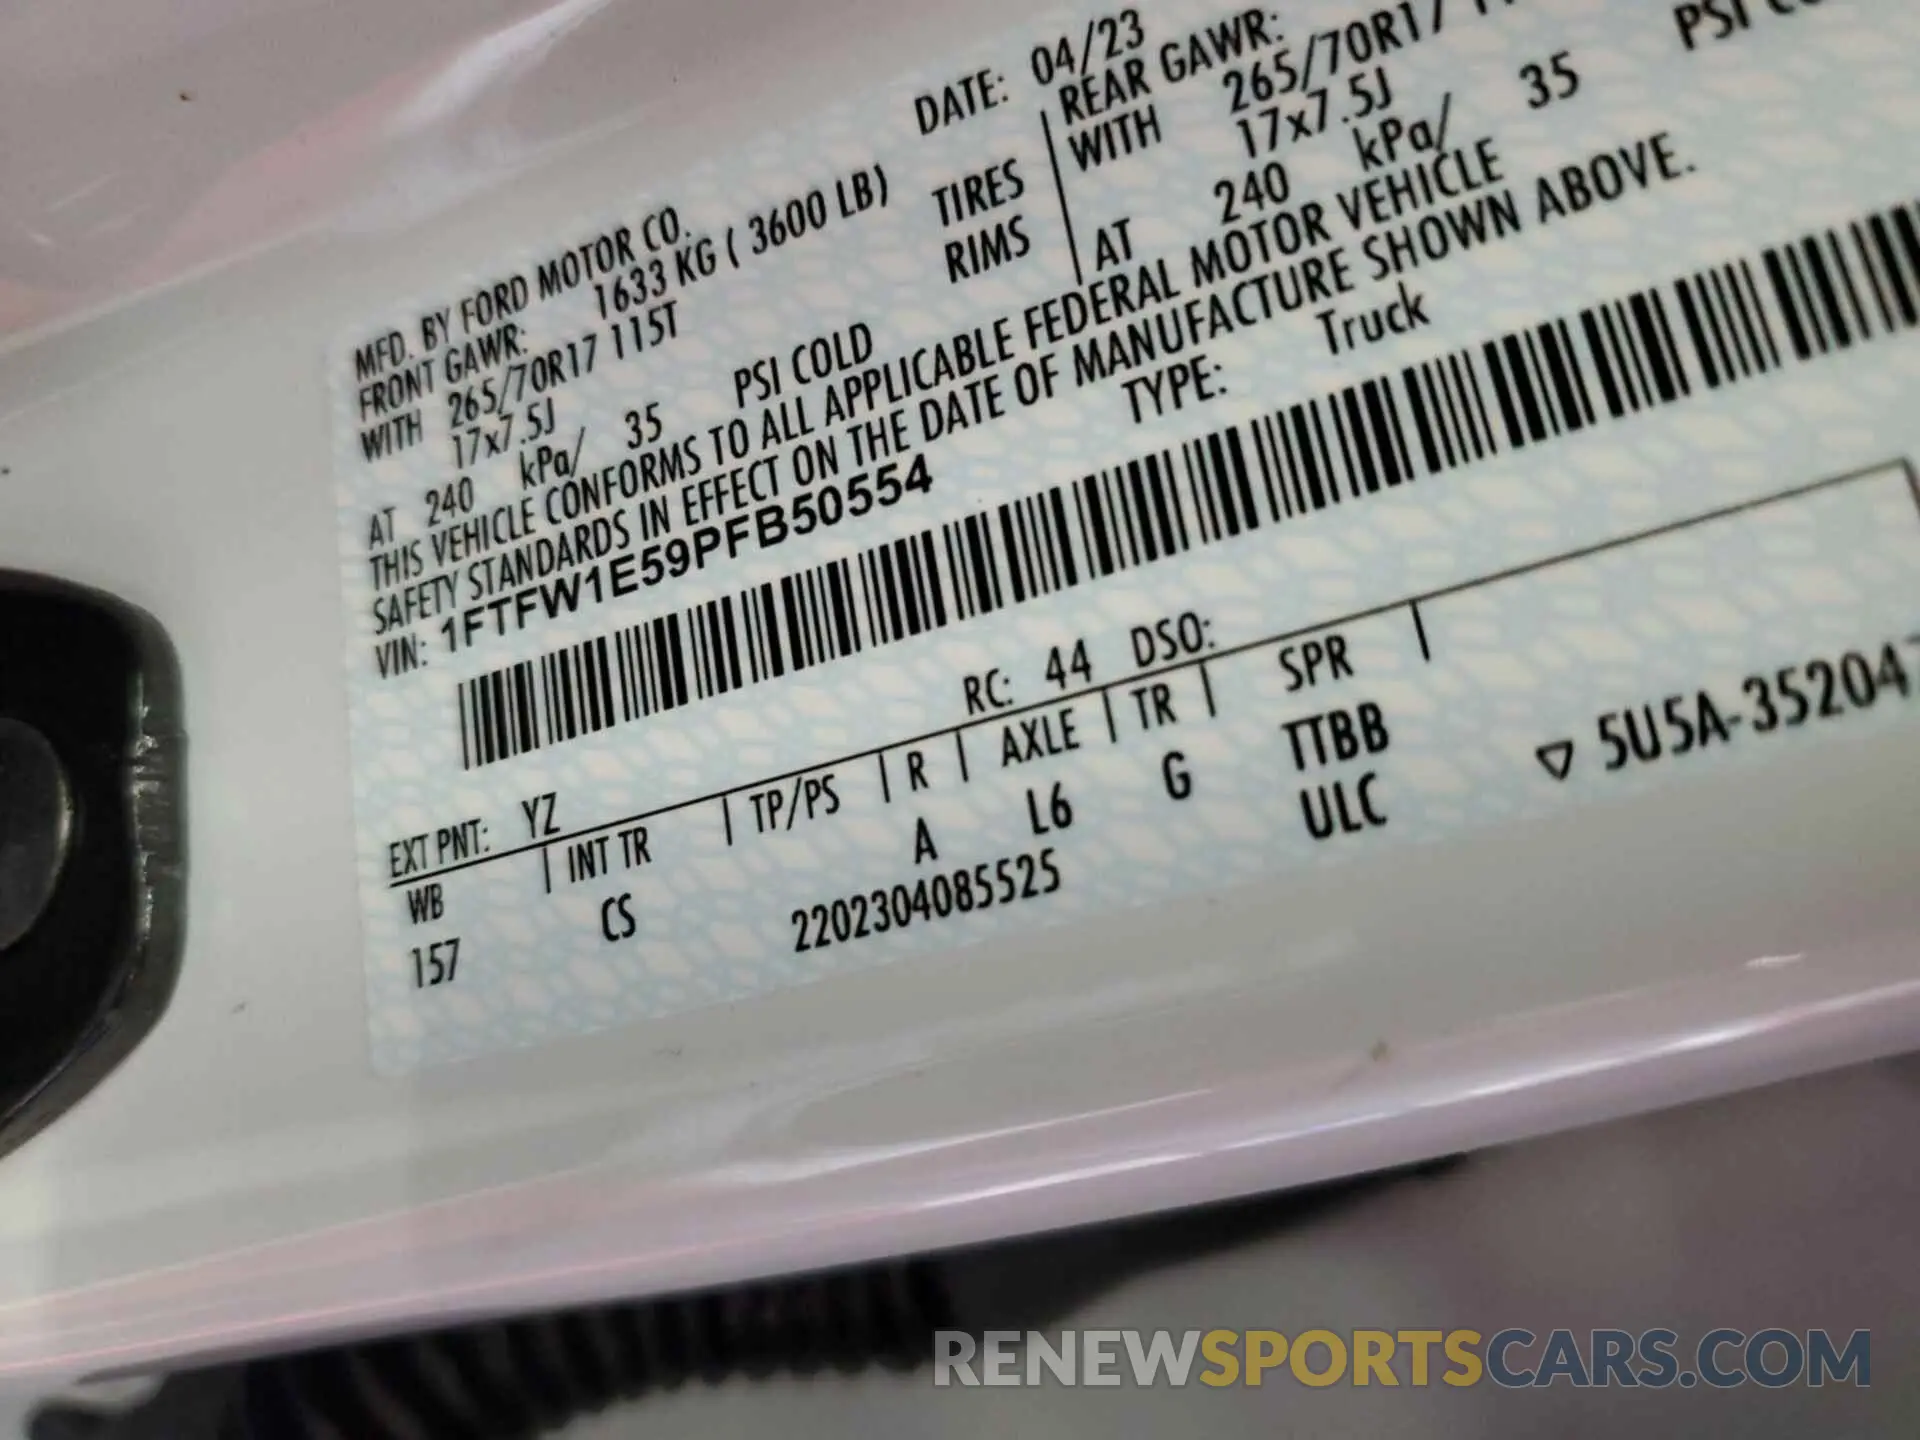 MFD. BY FORD MOTOR CO.
DATE: 04/23
FRONT GAWR: 1633 KG ( 3600 LB)
REAR GAWR:
WITH 265/70R17 115T TIRES
WITH 265/70R17
17x7.5J RIMS
17x7.5J
AT 240 kPa/ 35 PSI COLD
AT 240 kPa/ 35 PSI
THIS VEHICLE CONFORMS TO ALL APPLICABLE FEDERAL MOTOR VEHICLE
SAFETY STANDARDS IN EFFECT ON THE DATE OF MANUFACTURE SHOWN ABOVE.
VIN: 1FTFW1E59PFB50554
TYPE: Truck
EXT PNT: YZ RC: 44 DSO:
WB | INT TR | TP/PS | R | AXLE | TR | SPR |
157 CS A L6 G TTBB
2202304085525 ULC
5U5A-35204
RENEWSPORTSCARS.COM